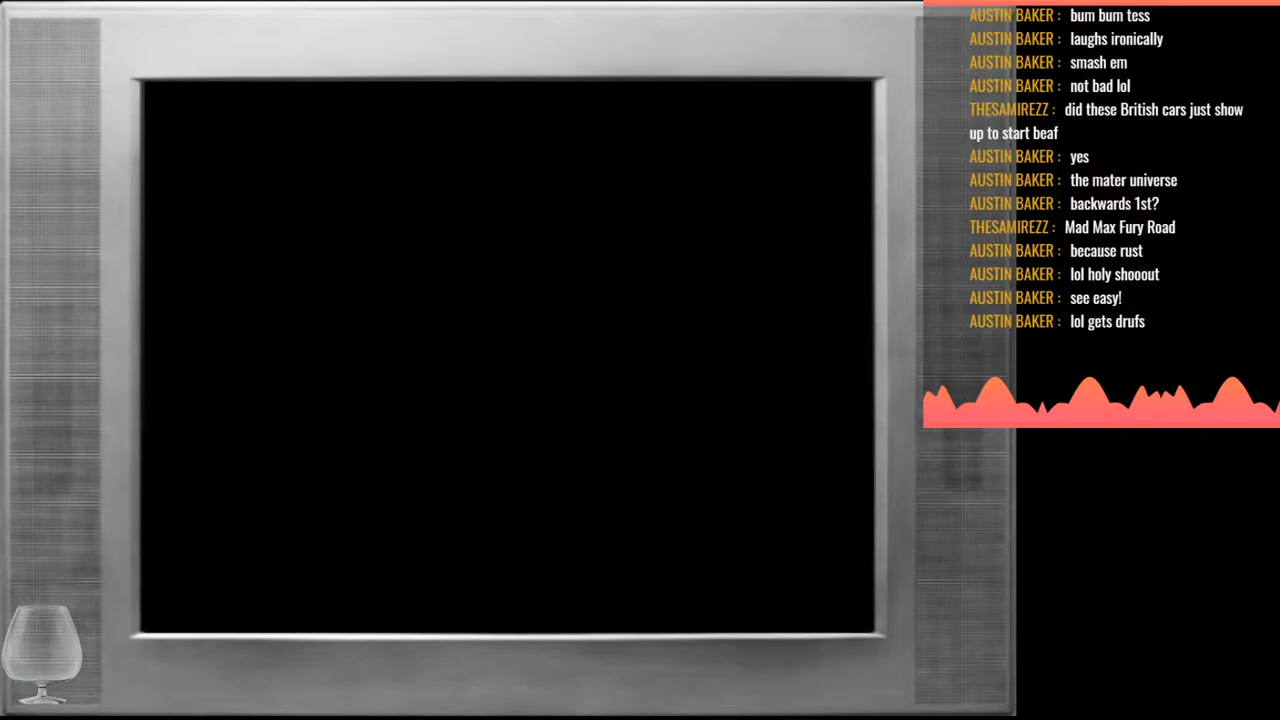 AUSTIN BAKER : bum bum tess
AUSTIN BAKER : laughs ironically
AUSTIN BAKER : smash em
AUSTIN BAKER : not bad lol
THESAMIREZZ : did these British cars just show
up to start beaf
AUSTIN BAKER : yes
AUSTIN BAKER : the mater universe
AUSTIN BAKER : backwards 1st?
THESAMIREZZ : Mad Max Fury Road
AUSTIN BAKER : because rust
AUSTIN BAKER : lol holy shooout
AUSTIN BAKER : see easy!
AUSTIN BAKER : lol gets drufs